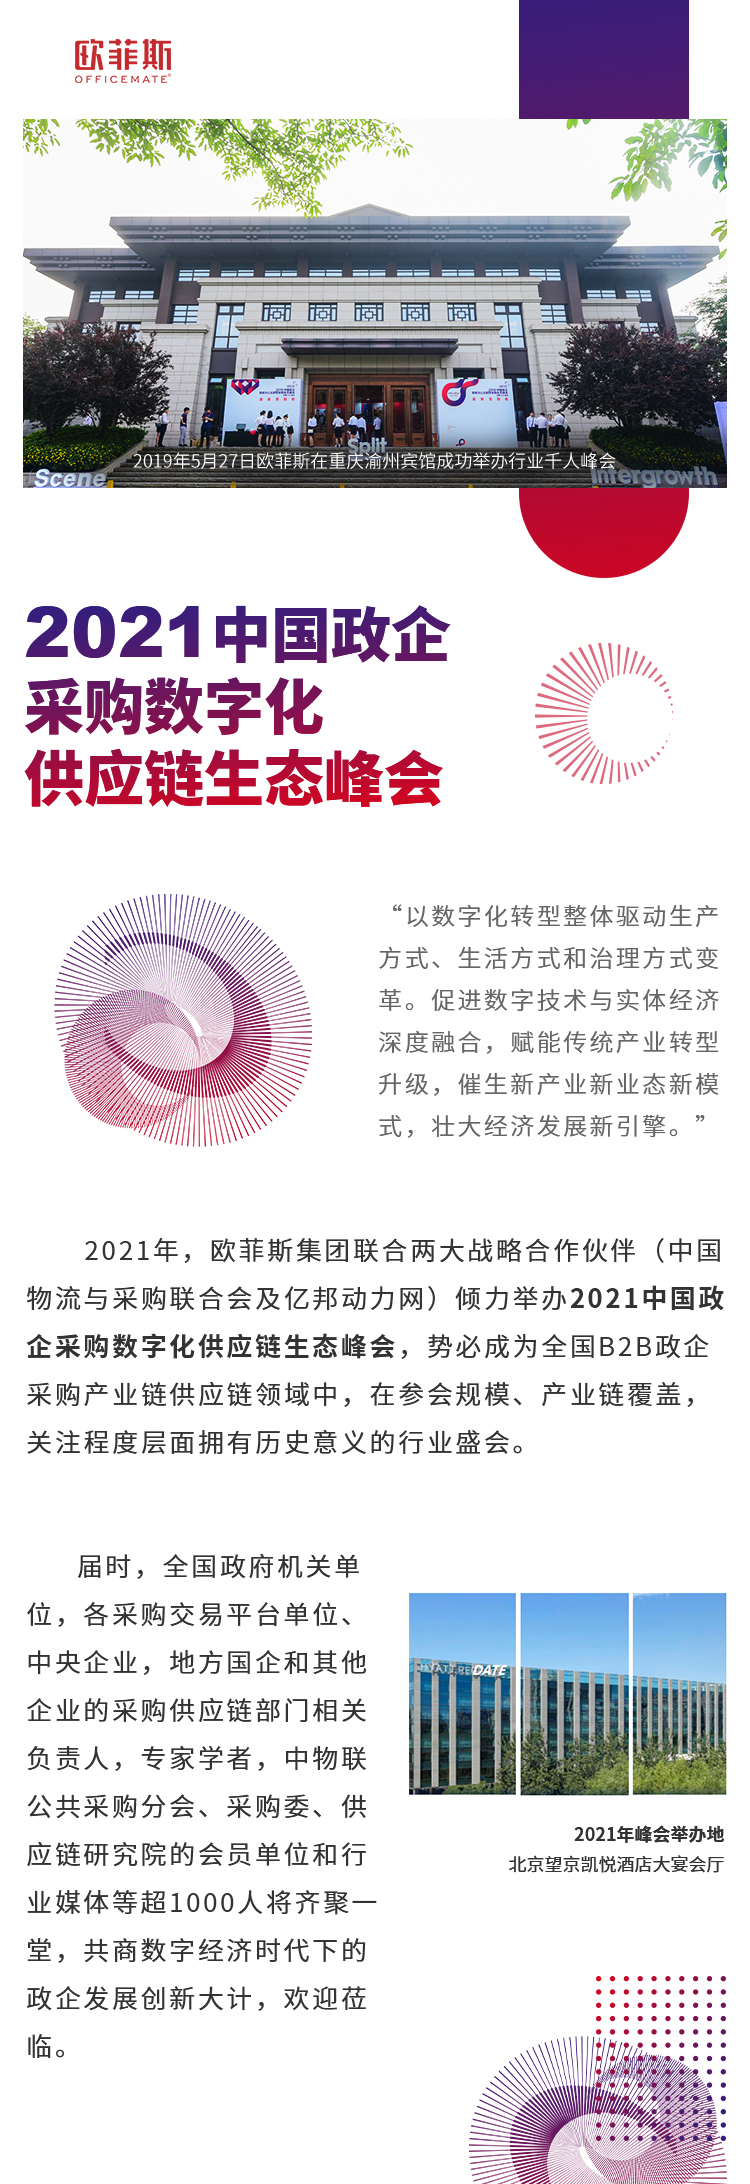 欧菲斯
OFFICEMATE®
Split
2019年5月27日欧菲斯在重庆渝州宾馆成功举办行业千人峰会
Scene
Intergrowth
2021中国政企
采购数字化
供应链生态峰会
“以数字化转型整体驱动生产
方式、生活方式和治理方式变
革。促进数字技术与实体经济
深度融合，赋能传统产业转型
升级，催生新产业新业态新模
式，壮大经济发展新引擎。”
2021年，欧菲斯集团联合两大战略合作伙伴（中国
物流与采购联合会及亿邦动力网）倾力举办2021中国政
企采购数字化供应链生态峰会，势必成为全国B2B政企
采购产业链供应链领域中，在参会规模、产业链覆盖，
关注程度层面拥有历史意义的行业盛会。
届时，全国政府机关单
位，各采购交易平台单位、
中央企业，地方国企和其他
企业的采购供应链部门相关
负责人，专家学者，中物联
公共采购分会、采购委、供
应链研究院的会员单位和行
业媒体等超1000人将齐聚一
堂，共商数字经济时代下的
政企发展创新大计，欢迎莅
临。
HYATT RE DATE
2021年峰会举办地
北京望京凯悦酒店大宴会厅